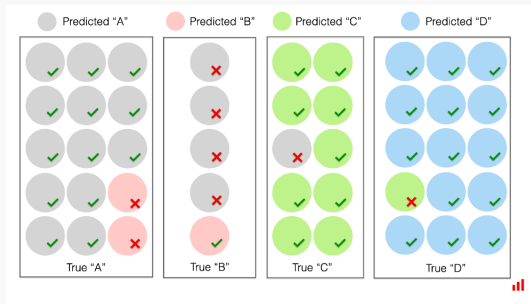 Predicted “A”
Predicted “B”
Predicted “C”
Predicted “D”
True “A”
True “B”
True “C”
True “D”